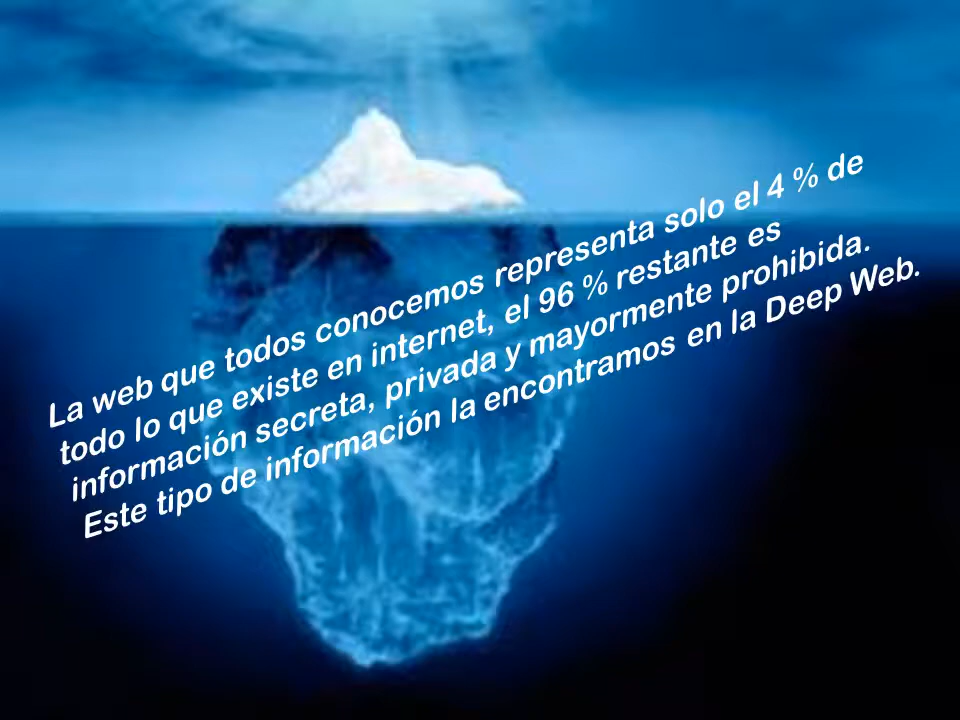 La web que todos conocemos representa solo el 4 % de
todo lo que existe en internet, el 96 % restante es
información secreta, privada y mayormente prohibida.
Este tipo de información la encontramos en la Deep Web.